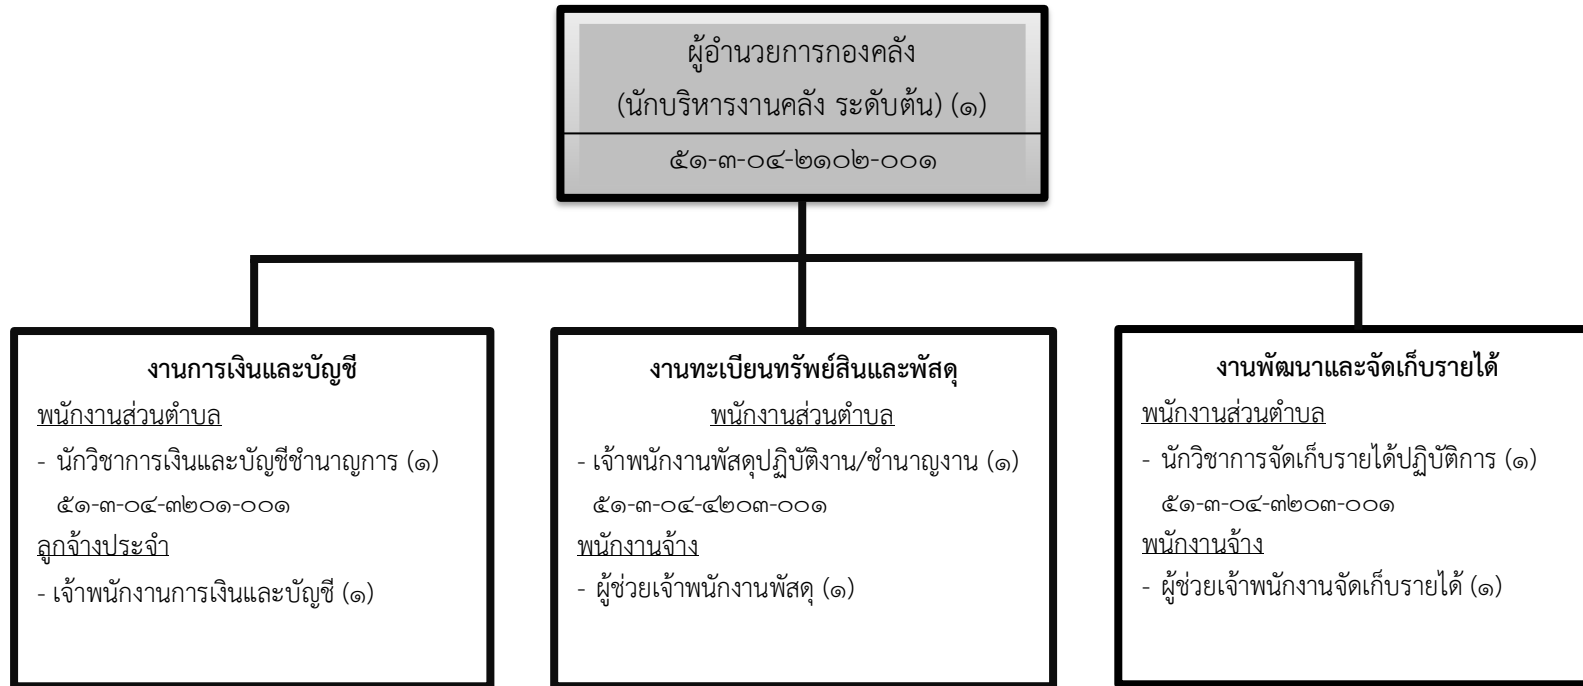 ผู้อำนวยการกองคลัง
(นักบริหารงานคลัง ระดับต้น) (๑)
๕๑-๓-๐๔-๒๑๐๒-๐๐๑
งานการเงินและบัญชี
พนักงานส่วนตำบล
- นักวิชาการเงินและบัญชีชำนาญการ (๑)
๕๑-๓-๐๔-๓๒๐๑-๐๐๑
ลูกจ้างประจำ
- เจ้าพนักงานการเงินและบัญชี (๑)
งานทะเบียนทรัพย์สินและพัสดุ
พนักงานส่วนตำบล
- เจ้าพนักงานพัสดุปฏิบัติงาน/ชำนาญงาน (๑)
๕๑-๓-๐๔-๔๒๐๓-๐๐๑
พนักงานจ้าง
- ผู้ช่วยเจ้าพนักงานพัสดุ (๑)
งานพัฒนาและจัดเก็บรายได้
พนักงานส่วนตำบล
- นักวิชาการจัดเก็บรายได้ปฏิบัติการ (๑)
๕๑-๓-๐๔-๓๒๐๓-๐๐๑
พนักงานจ้าง
- ผู้ช่วยเจ้าพนักงานจัดเก็บรายได้ (๑)